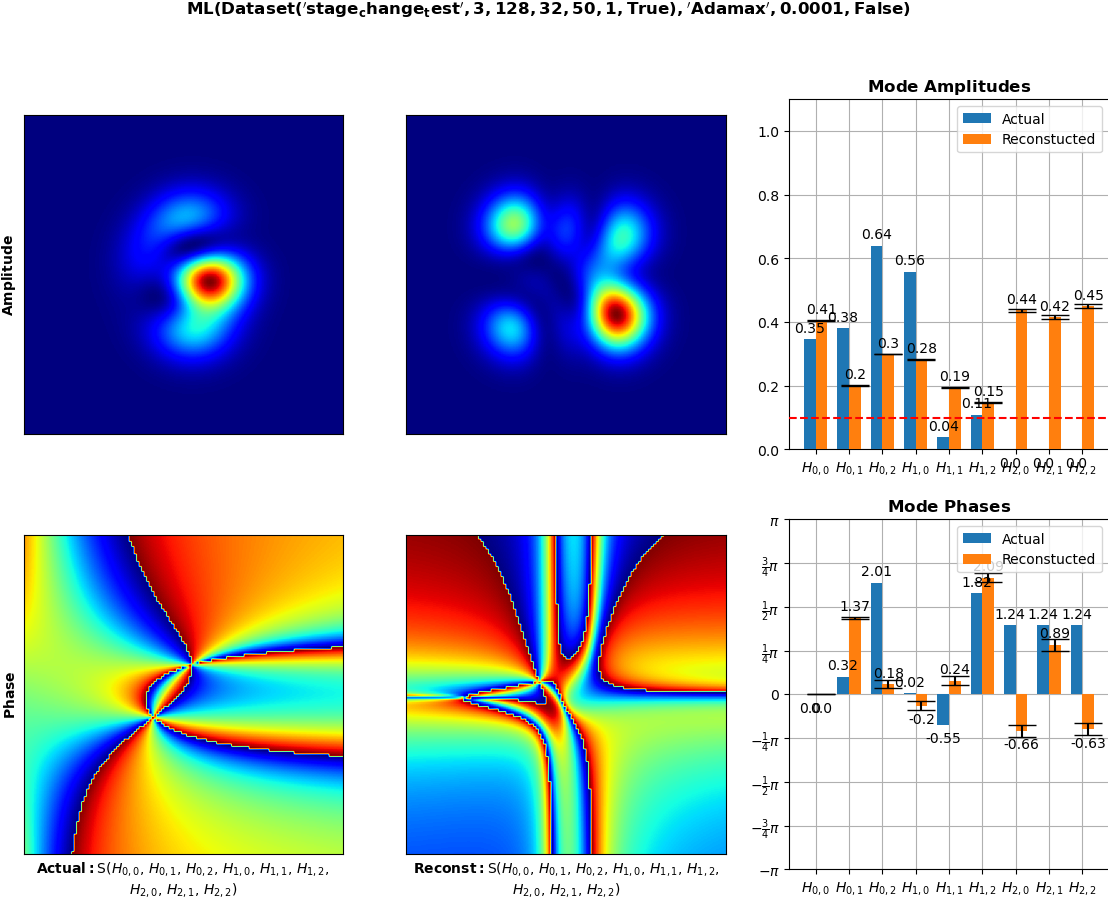 ML(Dataset('stage_change_test', 3, 128, 32, 50, 1, True), 'Adamax', 0.0001, False)
Amplitude
Mode Amplitudes
Actual
Reconstucted
1.0
0.8
0.6
0.4
0.2
0.0
0.35
0.41
0.38
0.2
0.64
0.3
0.56
0.28
0.04
0.19
0.11
0.15
0.0
0.44
0.0
0.42
0.0
0.45
H0,0 H0,1 H0,2 H1,0 H1,1 H1,2 H2,0 H2,1 H2,2
Phase
Mode Phases
Actual
Reconstucted
π
3/4π
1/2π
1/4π
0
−1/4π
−1/2π
−3/4π
−π
0.0
0.0
0.32
1.37
2.01
0.18
0.02
-0.2
-0.55
0.24
1.82
2.09
1.24
-0.66
1.24
0.89
1.24
-0.63
H0,0 H0,1 H0,2 H1,0 H1,1 H1,2 H2,0 H2,1 H2,2
Actual: S(H0,0, H0,1, H0,2, H1,0, H1,1, H1,2,
H2,0, H2,1, H2,2)
Reconst: S(H0,0, H0,1, H0,2, H1,0, H1,1, H1,2,
H2,0, H2,1, H2,2)